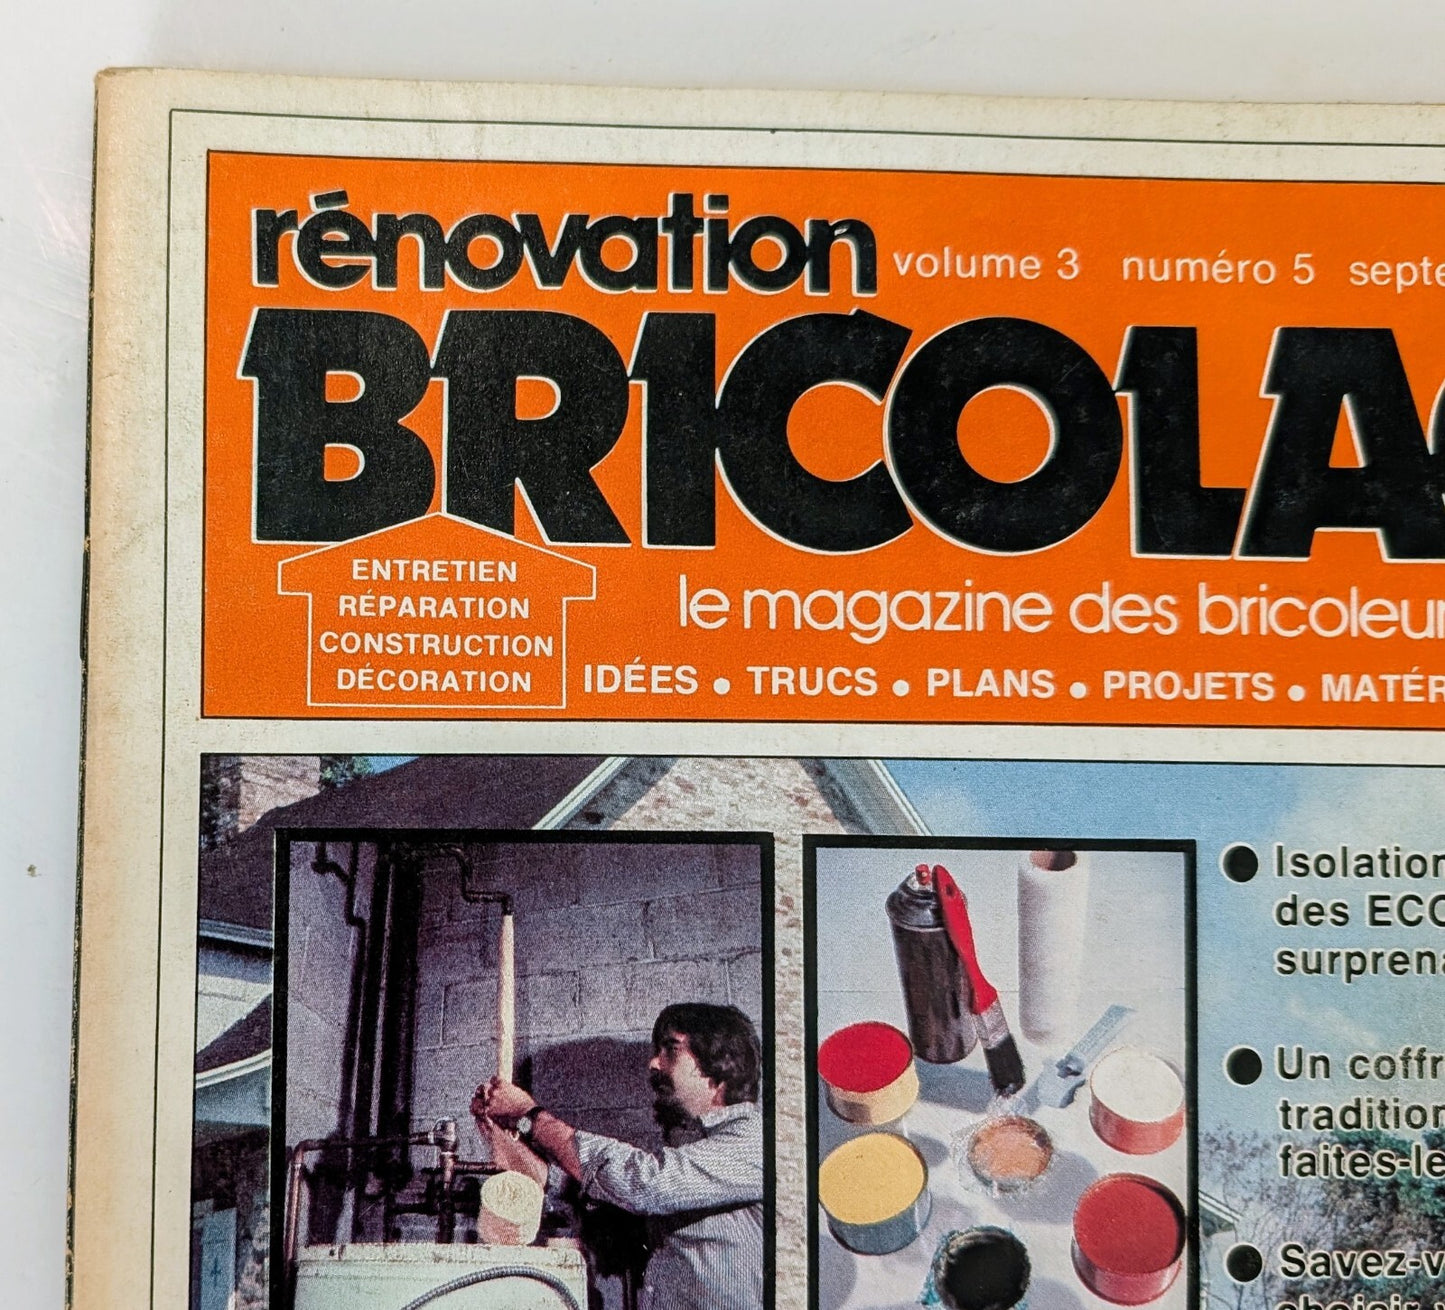 rénovation
volume 3 numéro 5
BRICOLA
le magazine des
ENTRETIEN
RÉPARATION
CONSTRUCTION
DÉCORATION
IDÉES • TRUCS • PLANS • PROJETS •
● Isolation
des ECO
surprena
● Un coffr
tradition
faites-le
● Savez-v